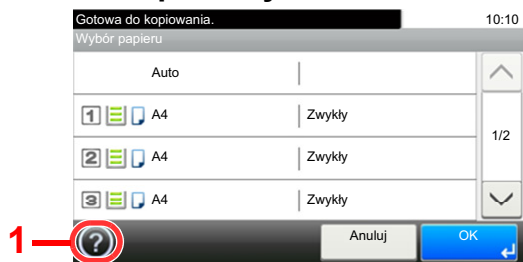 Gotowa do kopiowania. 10:10
Wybór papieru
Auto
1 A4 Zwykły
1/2
2 A4 Zwykły
3 A4 Zwykły
1 ?
Anuluj OK